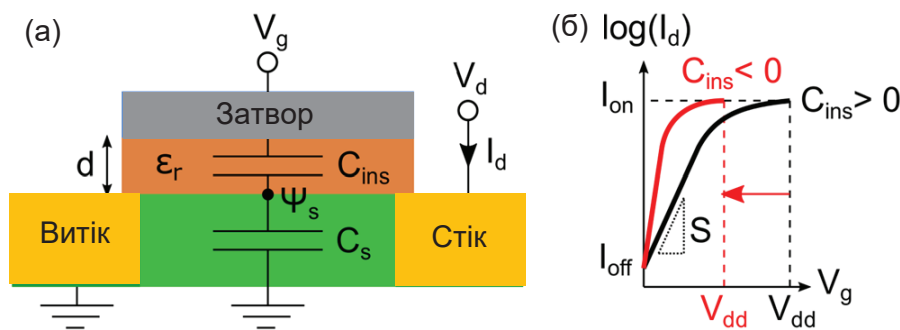 (а)
V_g
V_d
Затвор
d
ε_r
C_ins
I_d
Ψ_s
Витік
C_s
Стік
(б)
log(I_d)
C_ins< 0
I_on
C_ins> 0
S
I_off
V_g
V_dd
V_dd